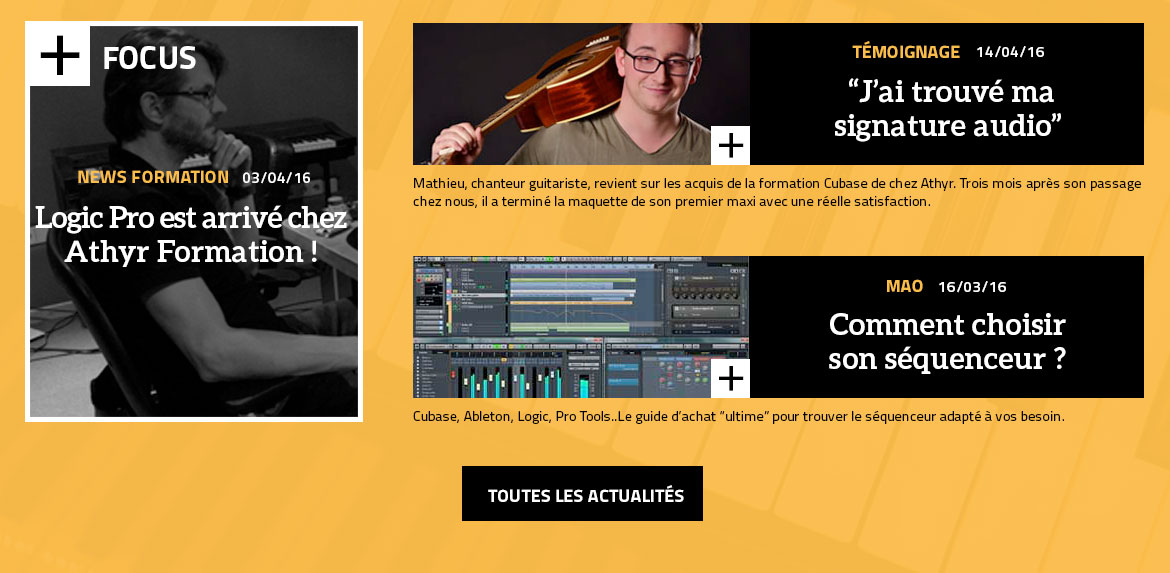 FOCUS
NEWS FORMATION 03/04/16
Logic Pro est arrivé chez
Athyr Formation !
TÉMOIGNAGE 14/04/16
“J’ai trouvé ma
signature audio”
Mathieu, chanteur guitariste, revient sur les acquis de la formation Cubase de chez Athyr. Trois mois après son passage
chez nous, il a terminé la maquette de son premier maxi avec une réelle satisfaction.
MAO 16/03/16
Comment choisir
son séquenceur ?
Cubase, Ableton, Logic, Pro Tools..Le guide d’achat “ultime” pour trouver le séquenceur adapté à vos besoin.
TOUTES LES ACTUALITÉS